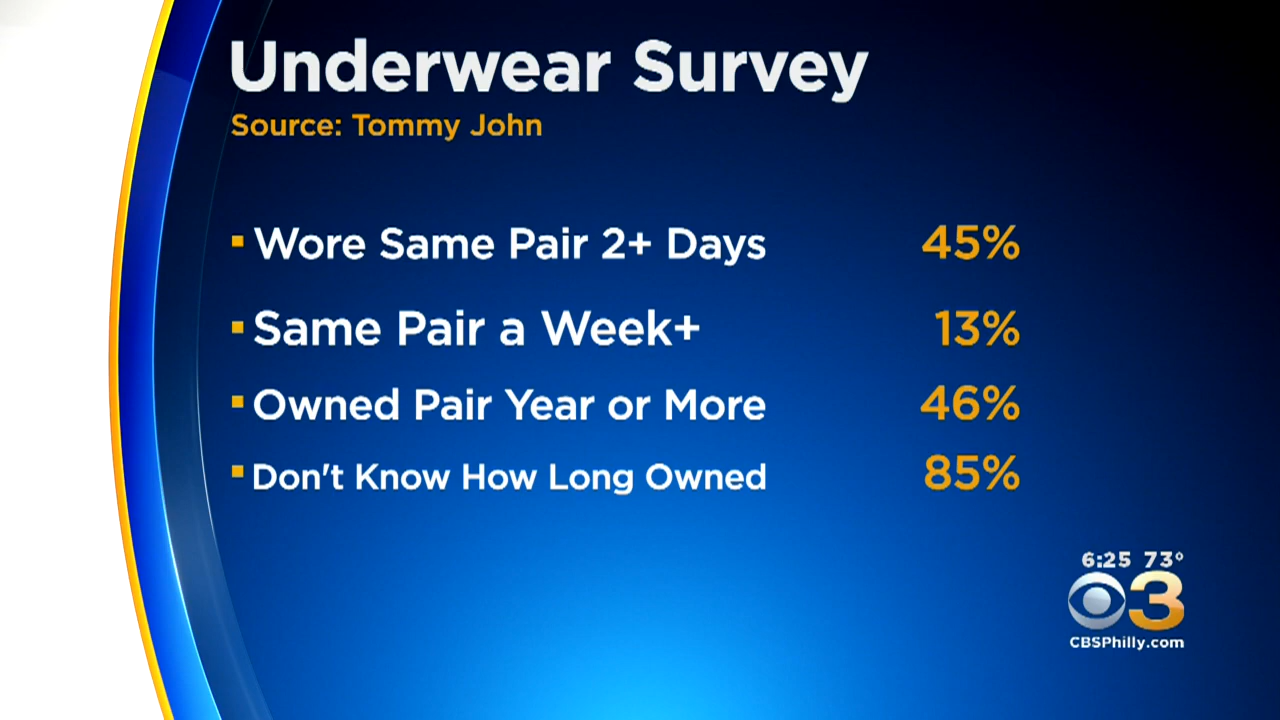 Underwear Survey
Source: Tommy John
▪ Wore Same Pair 2+ Days 45%
▪ Same Pair a Week+ 13%
▪ Owned Pair Year or More 46%
▪ Don't Know How Long Owned 85%
6:25 73°
3
CBSPhilly.com